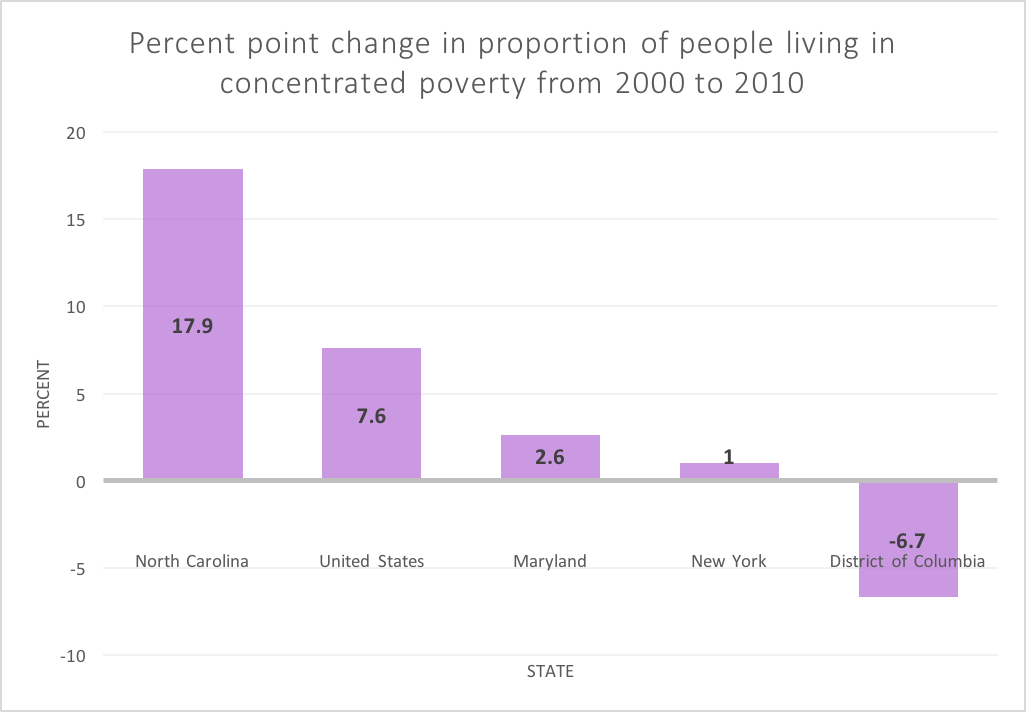 Percent point change in proportion of people living in
concentrated poverty from 2000 to 2010
20
15
10
5
0
-5
-10
PERCENT
17.9
7.6
2.6
1
-6.7
North Carolina
United States
Maryland
New York
District of Columbia
STATE